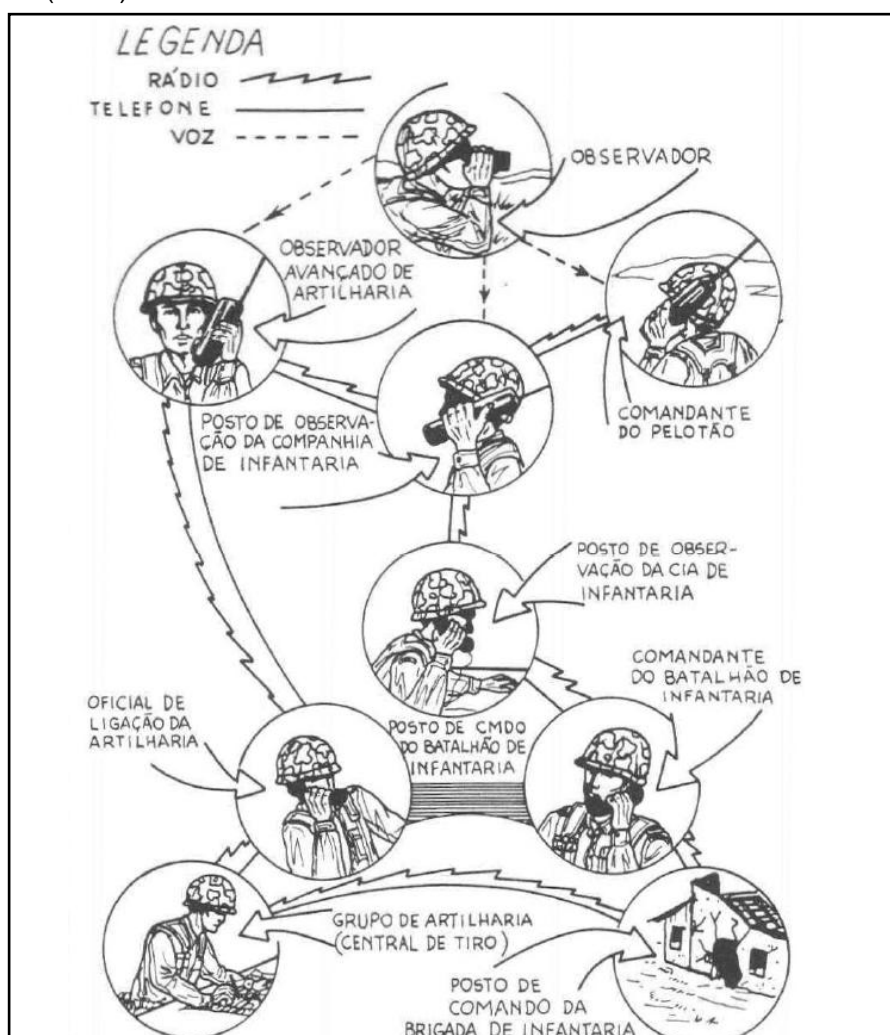 LEGENDA
RÁDIO
TELEFONE
VOZ
OBSERVADOR
OBSERVADOR
AVANÇADO DE
ARTILHARIA
COMANDANTE
DO PELOTÃO
POSTO DE OBSERVA-
ÇÃO DA COMPANHIA
DE INFANTARIA
POSTO DE OBSER-
VAÇÃO DA CIA DE
INFANTARIA
COMANDANTE
DO BATALHÃO DE
INFANTARIA
OFICIAL DE
LIGAÇÃO DA
ARTILHARIA
POSTO DE CMDO
DO BATALHÃO DE
INFANTARIA
GRUPO DE ARTILHARIA
(CENTRAL DE TIRO)
POSTO DE
COMANDO DA
BRIGADA DE INFANTARIA